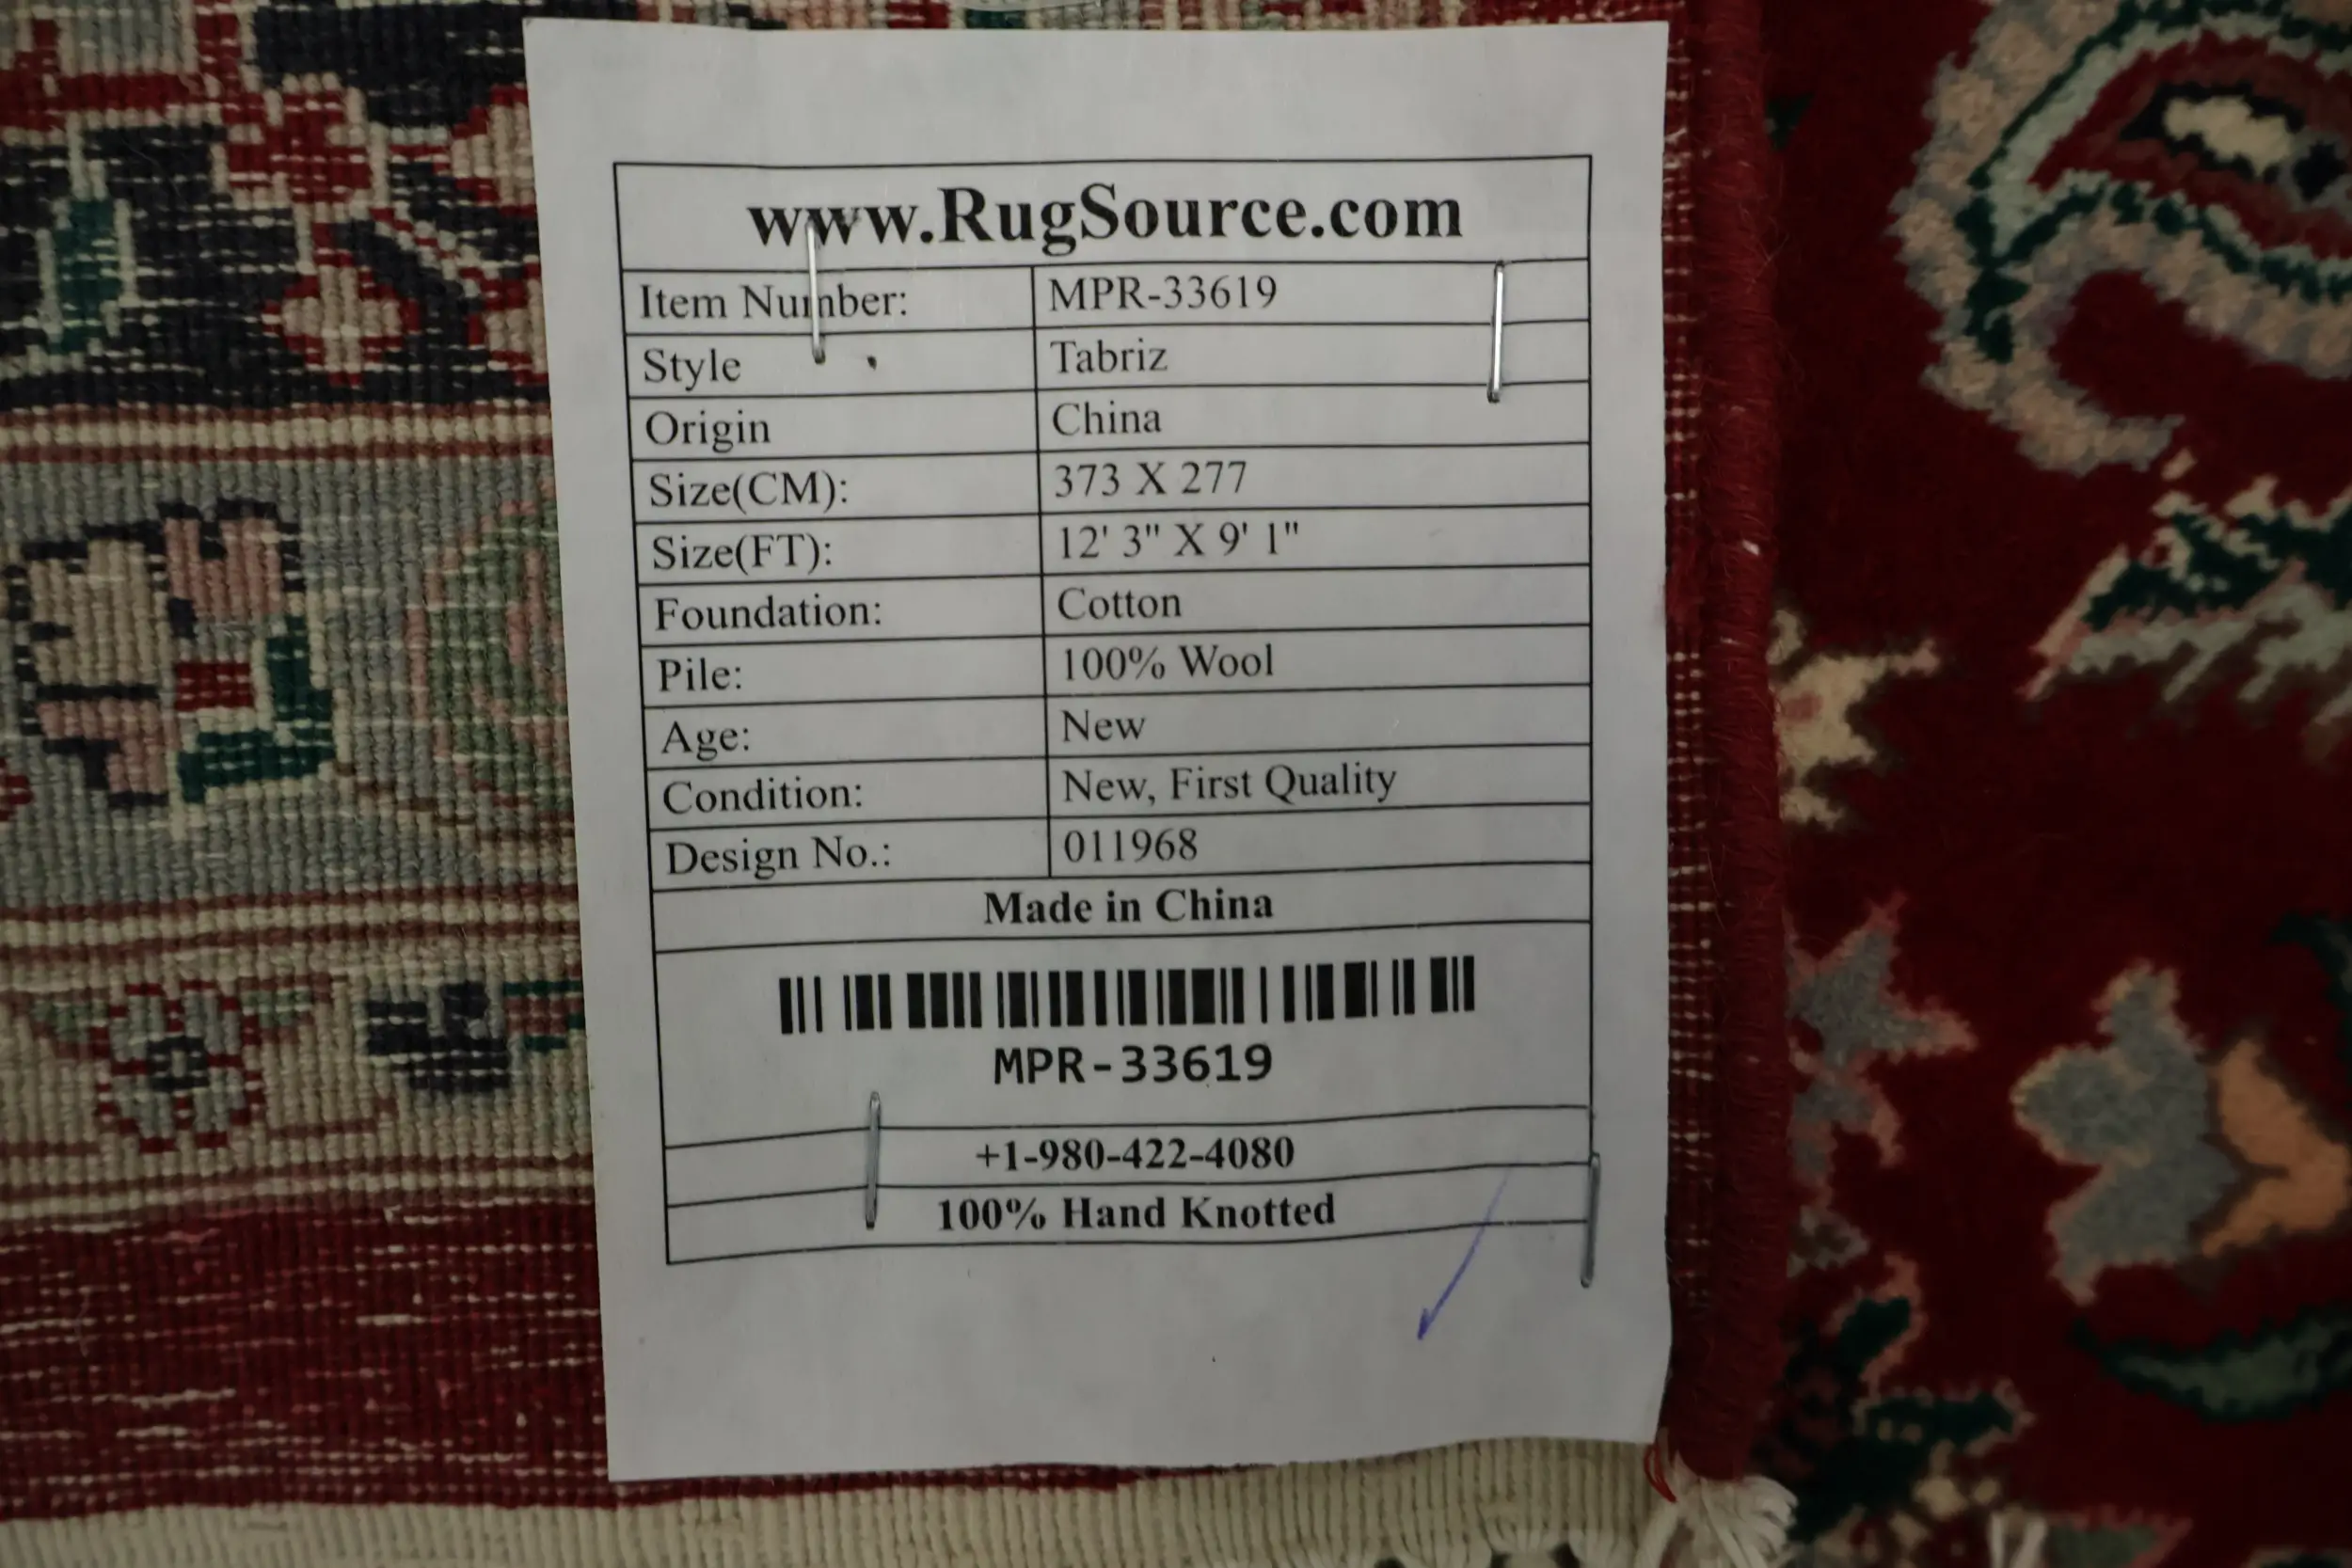 www.RugSource.com
Item Number: MPR-33619
Style Tabriz
Origin China
Size(CM): 373 X 277
Size(FT): 12' 3" X 9' 1"
Foundation: Cotton
Pile: 100% Wool
Age: New
Condition: New, First Quality
Design No.: 011968
Made in China
MPR-33619
+1-980-422-4080
100% Hand Knotted